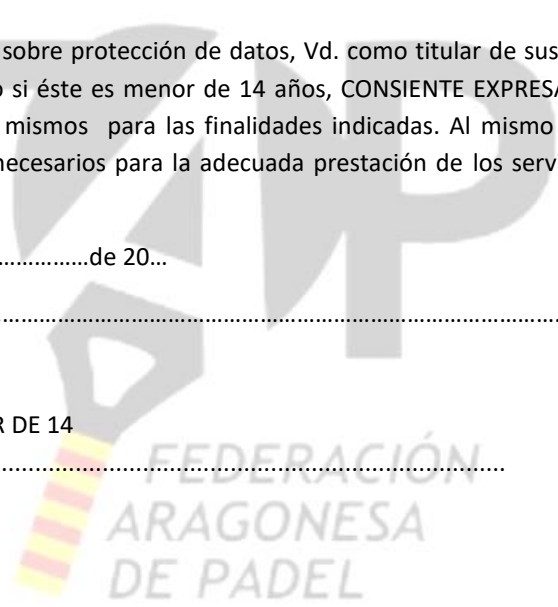 sobre protección de datos, Vd. como titular de sus
o si éste es menor de 14 años, CONSIENTE EXPRESA
mismos para las finalidades indicadas. Al mismo
necesarios para la adecuada prestación de los serv
……………de 20…
………………………………………………………………………………………………
R DE 14
...............................................................................
FEDERACIÓN
ARAGONESA
DE PADEL